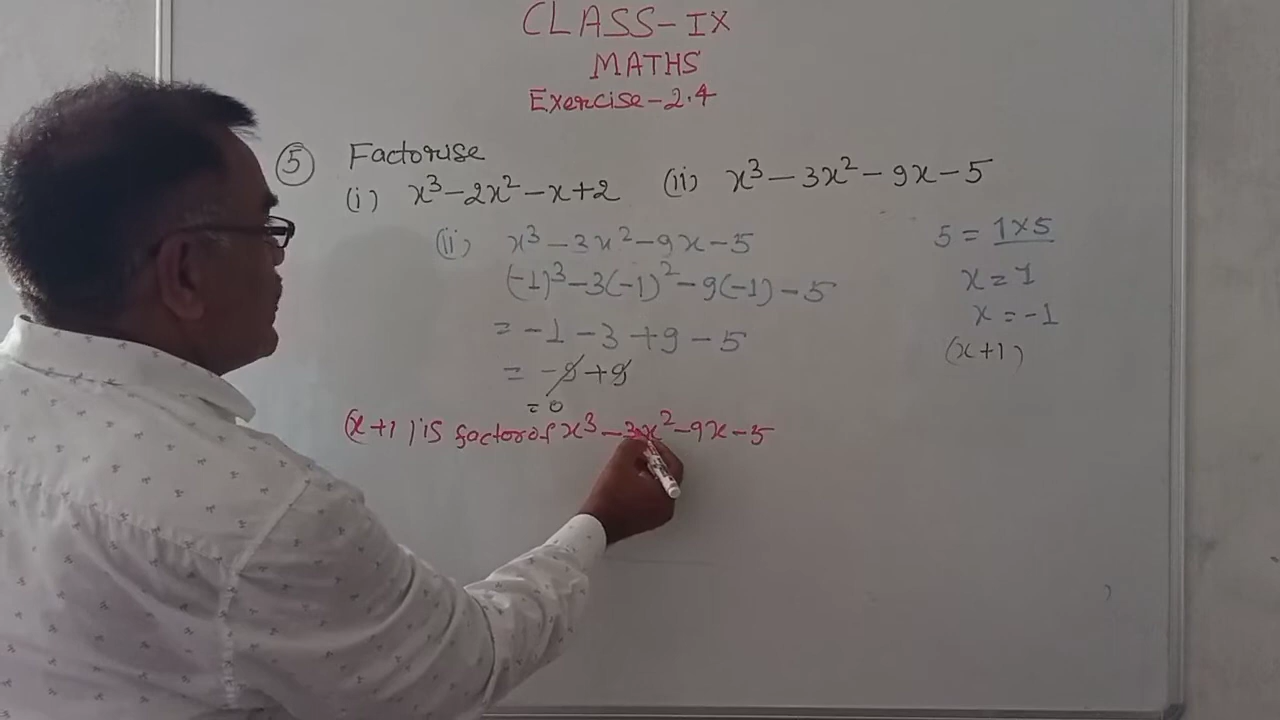 CLASS-IX
MATHS
Exercise-2.4
5 Factorise
(i) x³-2x²-x+2 (ii) x³-3x²-9x-5
(ii) x³-3x²-9x-5
(-1)³-3(-1)²-9(-1)-5
= -1-3+9-5
= -9+9
= 0
(x+1) is factor of x³-3x²-9x-5
5 = 1×5
x = 1
x = -1
(x+1)